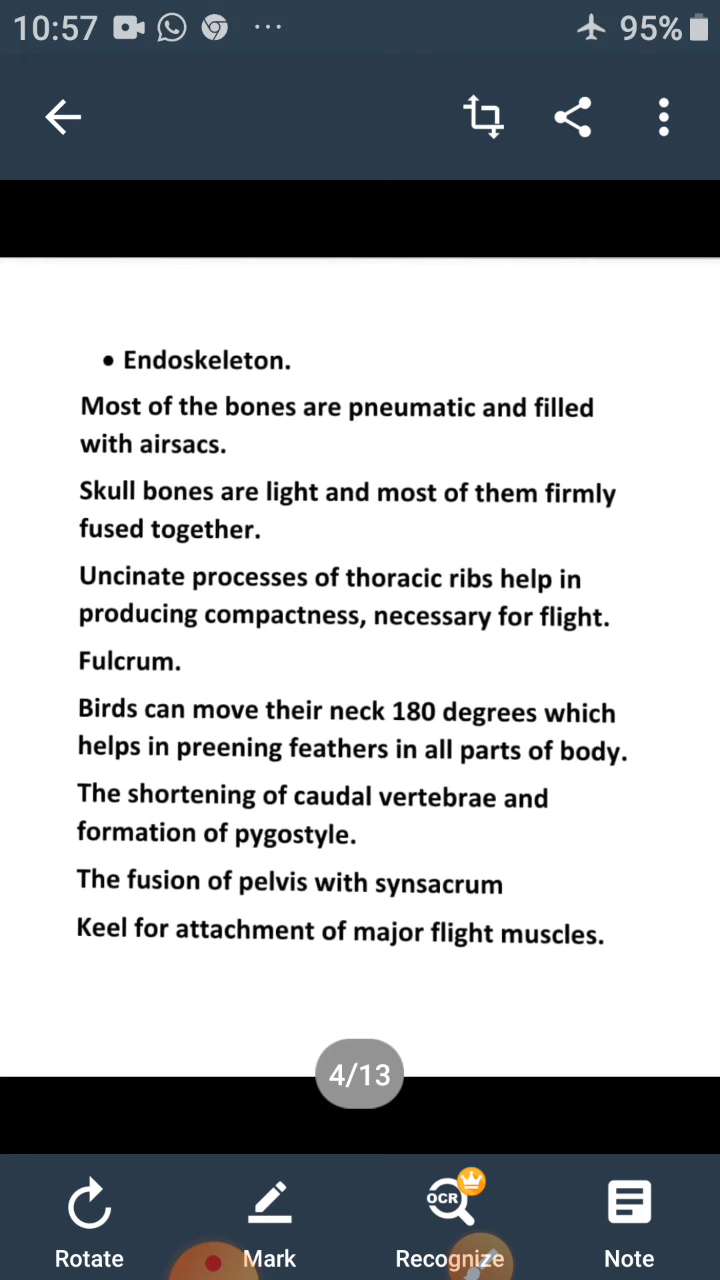 10:57 ... 95%
• Endoskeleton.
Most of the bones are pneumatic and filled
with airsacs.
Skull bones are light and most of them firmly
fused together.
Uncinate processes of thoracic ribs help in
producing compactness, necessary for flight.
Fulcrum.
Birds can move their neck 180 degrees which
helps in preening feathers in all parts of body.
The shortening of caudal vertebrae and
formation of pygostyle.
The fusion of pelvis with synsacrum
Keel for attachment of major flight muscles.
4/13
OCR
Rotate Mark Recognize Note